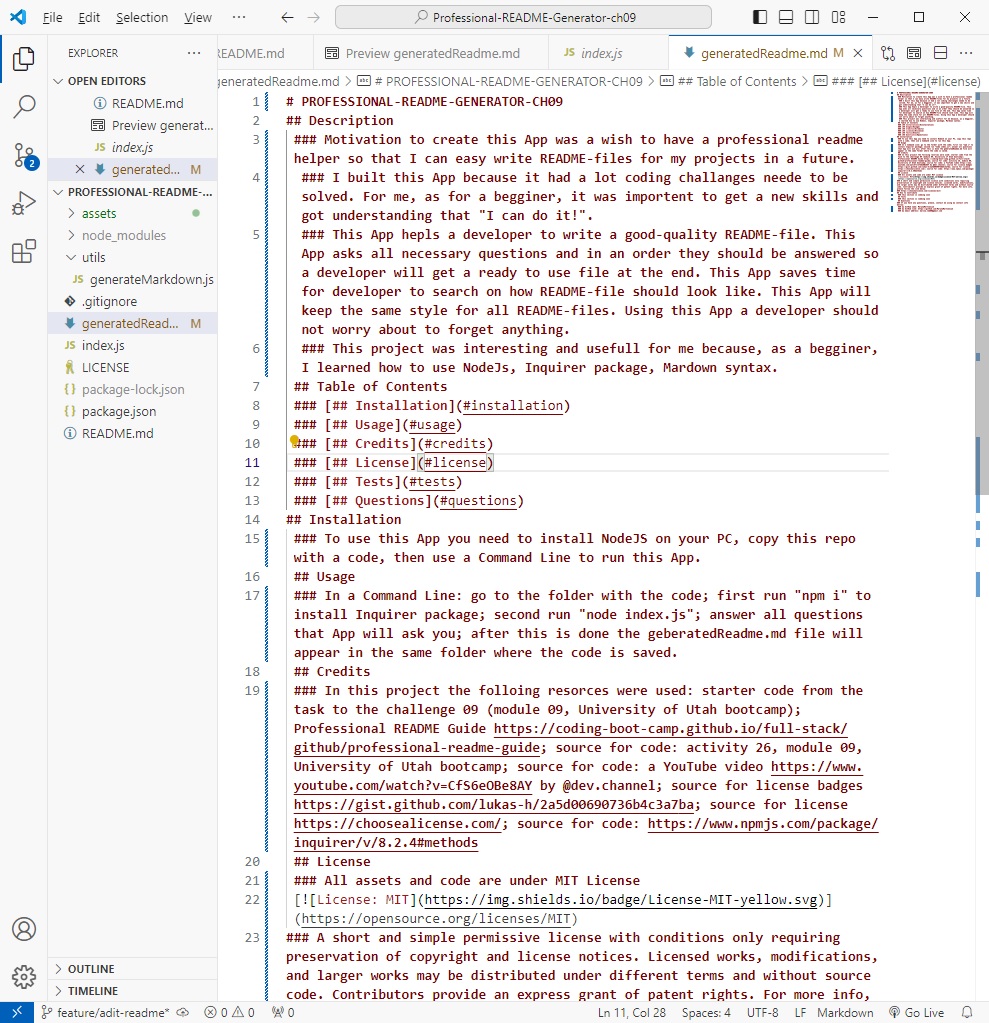 File Edit Selection View ··· Professional-README-Generator-ch09
EXPLORER ···
OPEN EDITORS
README.md
Preview generat...
index.js
generated... M
PROFESSIONAL-README-...
assets
node_modules
utils
JS generateMarkdown.js
.gitignore
generatedRead... M
JS index.js
LICENSE
{} package-lock.json
{} package.json
README.md
OUTLINE
TIMELINE
README.md Preview generatedReadme.md JS index.js generatedReadme.md M
generatedReadme.md > # PROFESSIONAL-README-GENERATOR-CH09 > ## Table of Contents > ### [## License](#license)
1 # PROFESSIONAL-README-GENERATOR-CH09
2 ## Description
3 ### Motivation to create this App was a wish to have a professional readme
helper so that I can easy write README-files for my projects in a future.
4 ### I built this App because it had a lot coding challanges neede to be
solved. For me, as for a begginer, it was importent to get a new skills and
got understanding that "I can do it!".
5 ### This App hepls a developer to write a good-quality README-file. This
App asks all necessary questions and in an order they should be answered so
a developer will get a ready to use file at the end. This App saves time
for developer to search on how README-file should look like. This App will
keep the same style for all README-files. Using this App a developer should
not worry about to forget anything.
6 ### This project was interesting and usefull for me because, as a begginer,
I learned how to use NodeJs, Inquirer package, Mardown syntax.
7 ## Table of Contents
8 ### [## Installation](#installation)
9 ### [## Usage](#usage)
10 ### [## Credits](#credits)
11 ### [## License](#license)
12 ### [## Tests](#tests)
13 ### [## Questions](#questions)
14 ## Installation
15 ### To use this App you need to install NodeJS on your PC, copy this repo
with a code, then use a Command Line to run this App.
16 ## Usage
17 ### In a Command Line: go to the folder with the code; first run "npm i" to
install Inquirer package; second run "node index.js"; answer all questions
that App will ask you; after this is done the geberatedReadme.md file will
appear in the same folder where the code is saved.
18 ## Credits
19 ### In this project the folloing resorces were used: starter code from the
task to the challenge 09 (module 09, University of Utah bootcamp);
Professional README Guide https://coding-boot-camp.github.io/full-stack/
github/professional-readme-guide; source for code: activity 26, module 09,
University of Utah bootcamp; source for code: a YouTube video https://www.
youtube.com/watch?v=CfS6eOBe8AY by @dev.channel; source for license badges
https://gist.github.com/lukas-h/2a5d00690736b4c3a7ba; source for license
https://choosealicense.com/; source for code: https://www.npmjs.com/package/
inquirer/v/8.2.4#methods
20 ## License
21 ### All assets and code are under MIT License
22 [![License: MIT](https://img.shields.io/badge/License-MIT-yellow.svg)]
(https://opensource.org/licenses/MIT)
23 ### A short and simple permissive license with conditions only requiring
preservation of copyright and license notices. Licensed works, modifications,
and larger works may be distributed under different terms and without source
code. Contributors provide an express grant of patent rights. For more info,
feature/adit-readme* 0 0 0 Ln 11, Col 28 Spaces: 4 UTF-8 LF Markdown Go Live